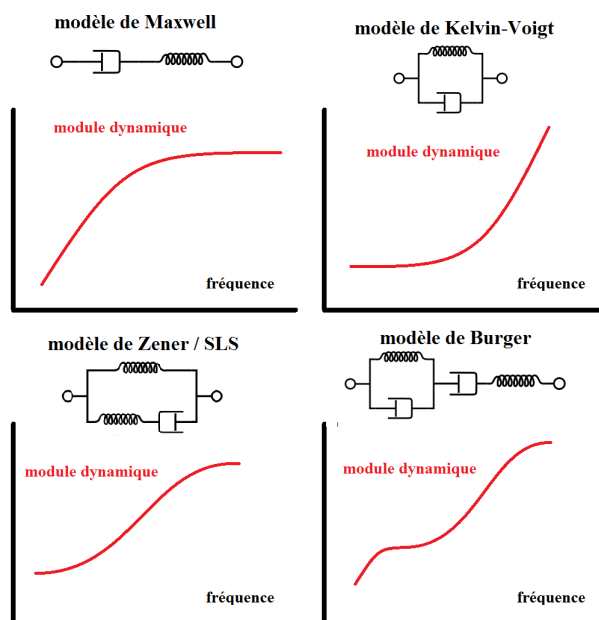 modèle de Maxwell
modèle de Kelvin-Voigt
module dynamique
module dynamique
fréquence
fréquence
modèle de Zener / SLS
modèle de Burger
module dynamique
module dynamique
fréquence
fréquence